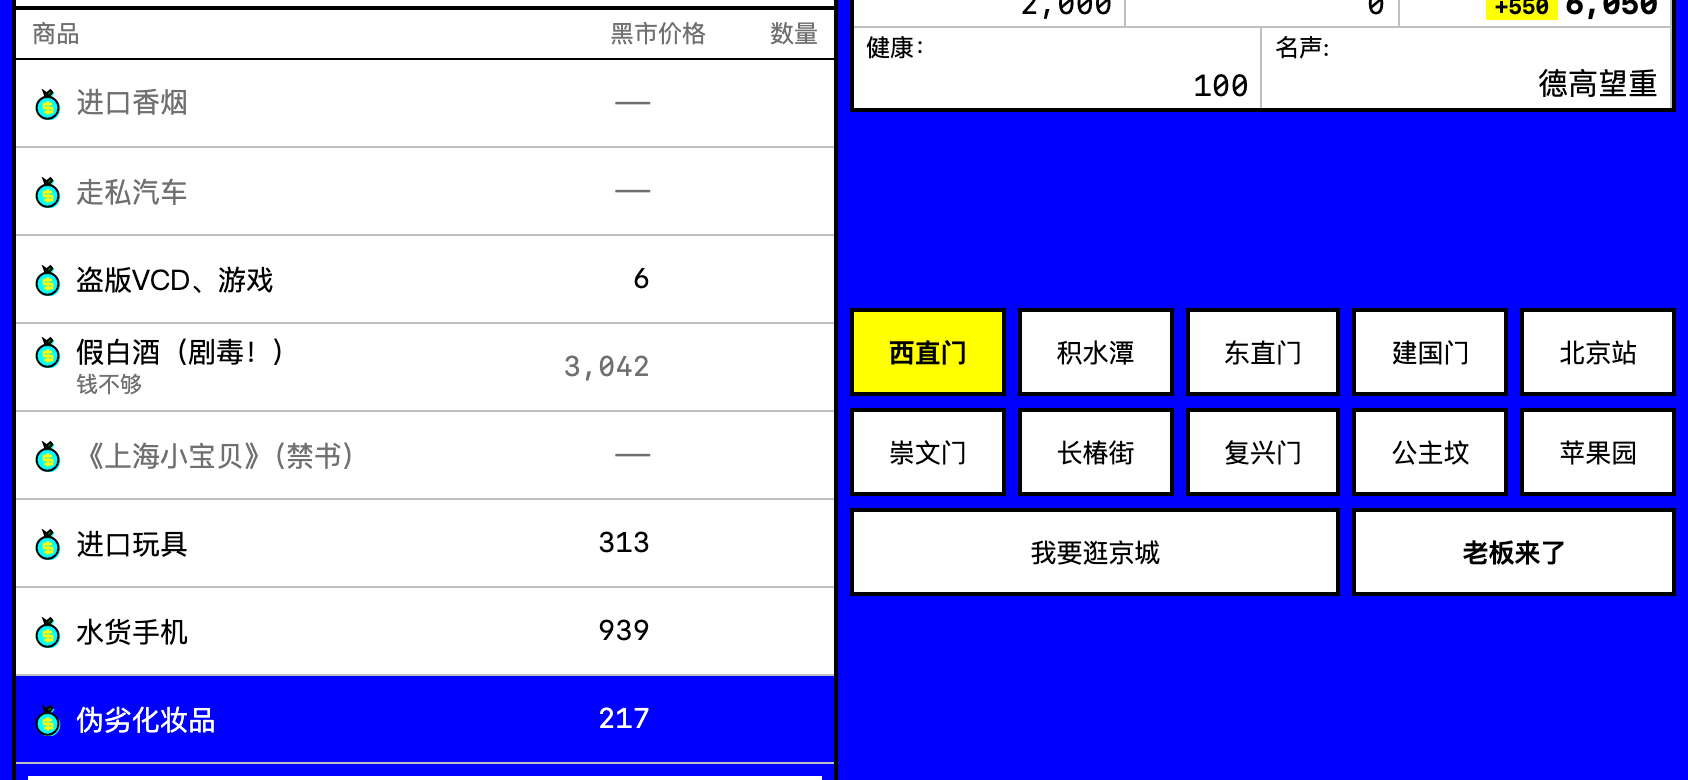 商品 黑市价格 数量
进口香烟 —
走私汽车 —
盗版VCD、游戏 6
假白酒（剧毒！） 3,042
钱不够
《上海小宝贝》(禁书) —
进口玩具 313
水货手机 939
伪劣化妆品 217
2,000 0 +550 6,050
健康: 名声:
100 德高望重
西直门 积水潭 东直门 建国门 北京站
崇文门 长椿街 复兴门 公主坟 苹果园
我要逛京城 老板来了